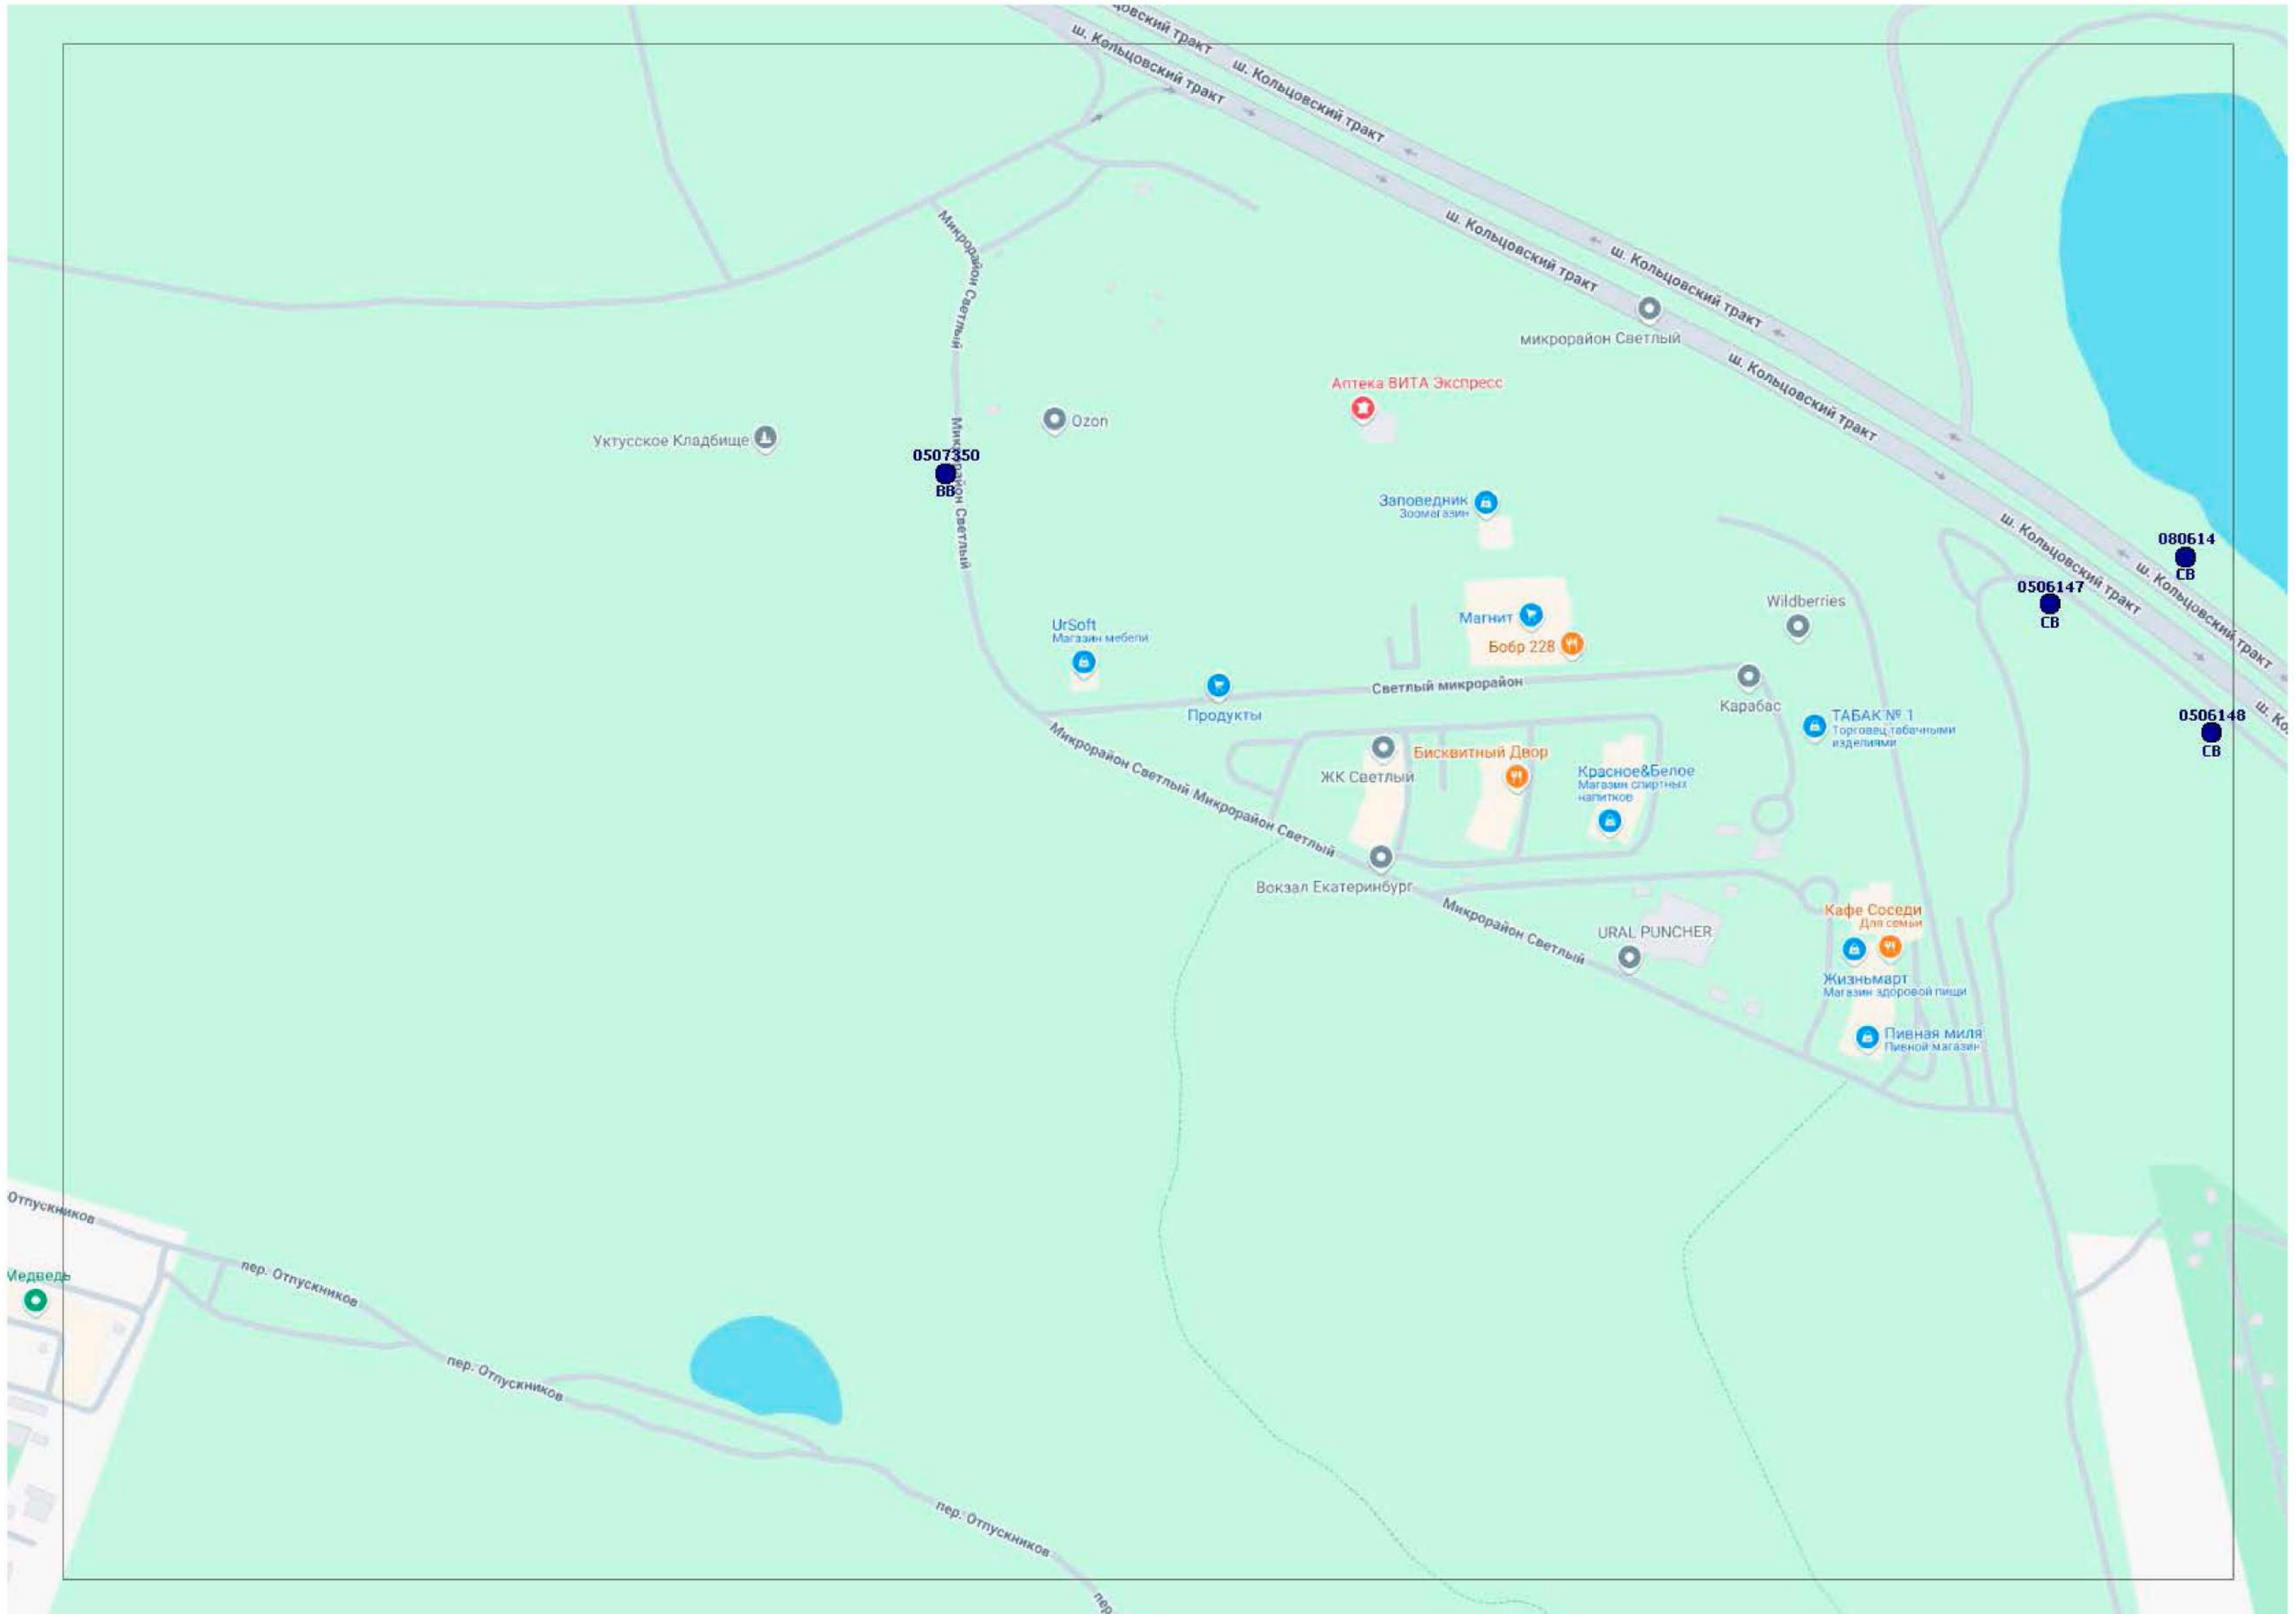 ш. Кольцовский тракт
ш. Кольцовский тракт
ш. Кольцовский тракт
Микрорайон Светлый
ш. Кольцовский тракт
ш. Кольцовский тракт
микрорайон Светлый
ш. Кольцовский тракт
Аптека ВИТА Экспресс
Ozon
Уктусское Кладбище
0507350
ВВ
Микрорайон Светлый
Заповедник
Зоомагазин
ш. Кольцовский тракт
080614
СВ
ш. Кольцовский тракт
0506147
СВ
Wildberries
UrSoft
Магазин мебели
Магнит
Бобр 228
Светлый микрорайон
Карабас
Продукты
0506148
СВ
ш. Ко
ТАБАК № 1
Торговец табачными
изделиями
Микрорайон Светлый
Микрорайон Светлый
ЖК Светлый
Бисквитный Двор
Красное&Белое
Магазин спиртных
напитков
Вокзал Екатеринбург
Микрорайон Светлый
URAL PUNCHER
Кафе Соседи
Для семьи
Жизньмарт
Магазин здоровой пищи
Пивная миля
Пивной магазин
Отпускников
пер. Отпускников
Медведь
пер. Отпускников
пер. Отпускников
пер